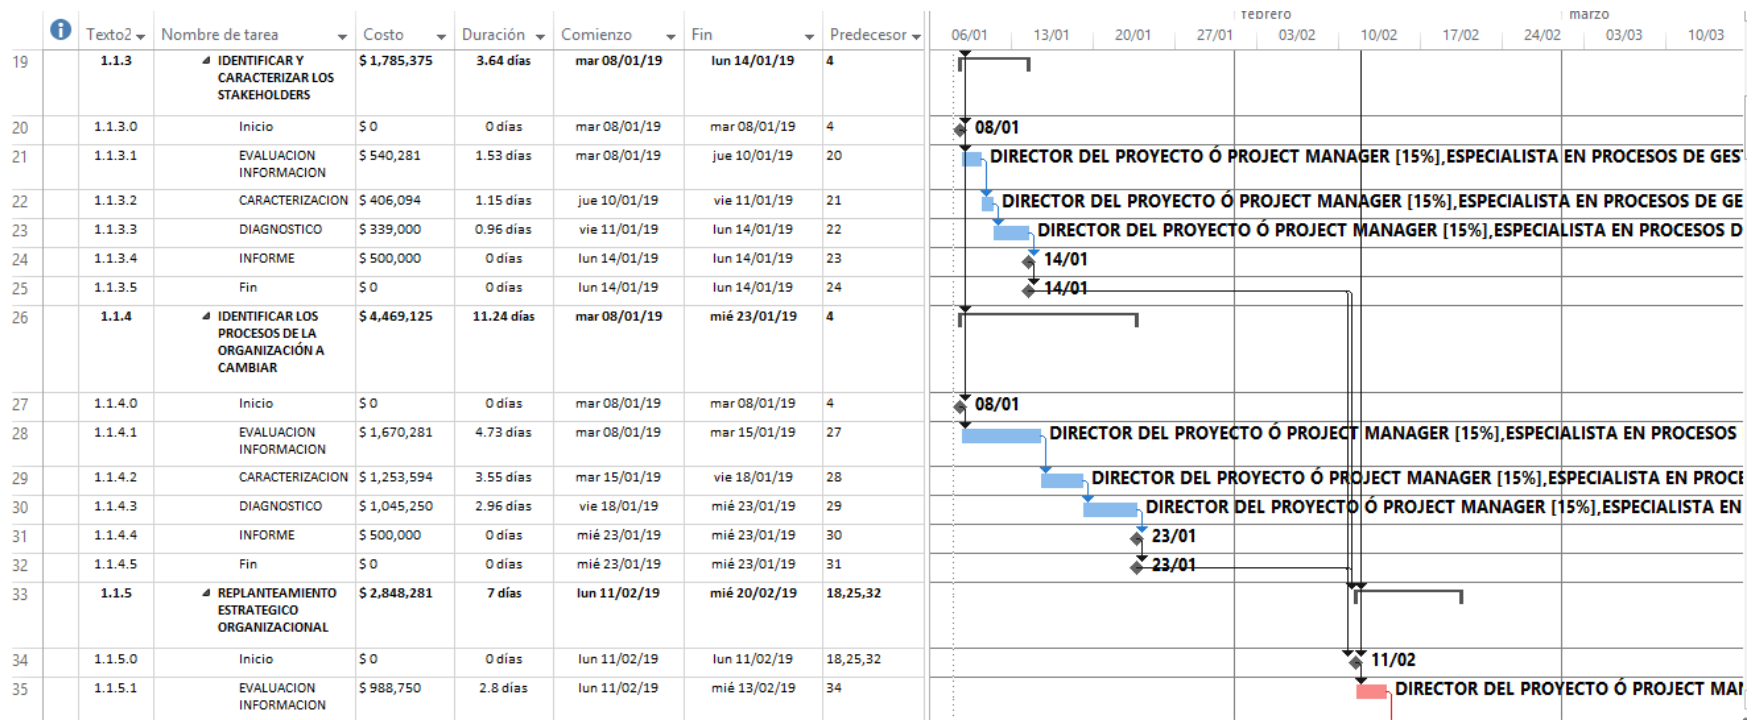 febrero marzo
Texto2 Nombre de tarea Costo Duración Comienzo Fin Predecesor 06/01 13/01 20/01 27/01 03/02 10/02 17/02 24/02 03/03 10/03
19 1.1.3 IDENTIFICAR Y $ 1,785,375 3.64 días mar 08/01/19 lun 14/01/19 4
CARACTERIZAR LOS
STAKEHOLDERS
20 1.1.3.0 Inicio $ 0 0 días mar 08/01/19 mar 08/01/19 4 08/01
21 1.1.3.1 EVALUACION $ 540,281 1.53 días mar 08/01/19 jue 10/01/19 20 DIRECTOR DEL PROYECTO Ó PROJECT MANAGER [15%],ESPECIALISTA EN PROCESOS DE GES
INFORMACION
22 1.1.3.2 CARACTERIZACION $ 406,094 1.15 días jue 10/01/19 vie 11/01/19 21 DIRECTOR DEL PROYECTO Ó PROJECT MANAGER [15%],ESPECIALISTA EN PROCESOS DE GE
23 1.1.3.3 DIAGNOSTICO $ 339,000 0.96 días vie 11/01/19 lun 14/01/19 22 DIRECTOR DEL PROYECTO Ó PROJECT MANAGER [15%],ESPECIALISTA EN PROCESOS D
24 1.1.3.4 INFORME $ 500,000 0 días lun 14/01/19 lun 14/01/19 23 14/01
25 1.1.3.5 Fin $ 0 0 días lun 14/01/19 lun 14/01/19 24 14/01
26 1.1.4 IDENTIFICAR LOS $ 4,469,125 11.24 días mar 08/01/19 mié 23/01/19 4
PROCESOS DE LA
ORGANIZACIÓN A
CAMBIAR
27 1.1.4.0 Inicio $ 0 0 días mar 08/01/19 mar 08/01/19 4 08/01
28 1.1.4.1 EVALUACION $ 1,670,281 4.73 días mar 08/01/19 mar 15/01/19 27 DIRECTOR DEL PROYECTO Ó PROJECT MANAGER [15%],ESPECIALISTA EN PROCESOS
INFORMACION
29 1.1.4.2 CARACTERIZACION $ 1,253,594 3.55 días mar 15/01/19 vie 18/01/19 28 DIRECTOR DEL PROYECTO Ó PROJECT MANAGER [15%],ESPECIALISTA EN PROCE
30 1.1.4.3 DIAGNOSTICO $ 1,045,250 2.96 días vie 18/01/19 mié 23/01/19 29 DIRECTOR DEL PROYECTO Ó PROJECT MANAGER [15%],ESPECIALISTA EN
31 1.1.4.4 INFORME $ 500,000 0 días mié 23/01/19 mié 23/01/19 30 23/01
32 1.1.4.5 Fin $ 0 0 días mié 23/01/19 mié 23/01/19 31 23/01
33 1.1.5 REPLANTEAMIENTO $ 2,848,281 7 días lun 11/02/19 mié 20/02/19 18,25,32
ESTRATEGICO
ORGANIZACIONAL
34 1.1.5.0 Inicio $ 0 0 días lun 11/02/19 lun 11/02/19 18,25,32 11/02
35 1.1.5.1 EVALUACION $ 988,750 2.8 días lun 11/02/19 mié 13/02/19 34 DIRECTOR DEL PROYECTO Ó PROJECT MAN
INFORMACION